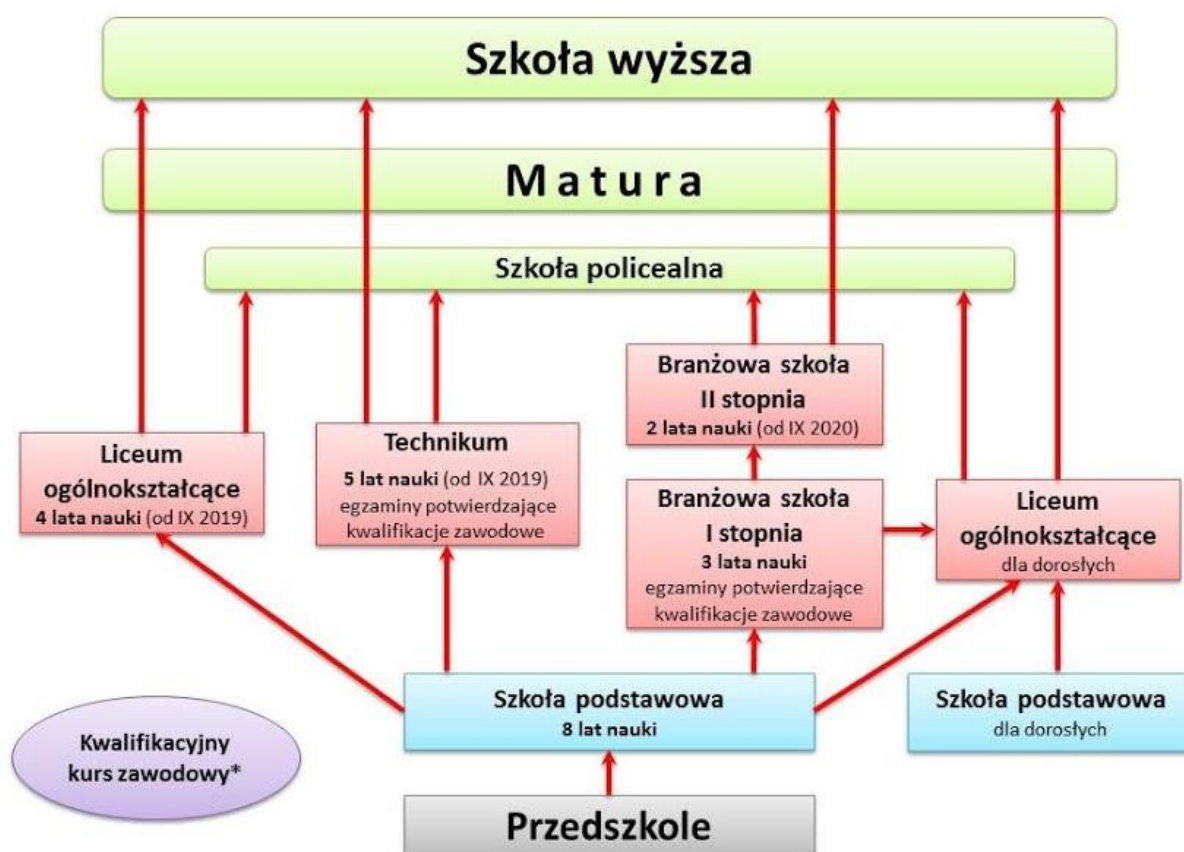 Szkoła wyższa
Matura
Szkoła policealna
Branżowa szkoła
II stopnia
2 lata nauki (od IX 2020)
Liceum
ogólnokształcące
4 lata nauki (od IX 2019)
Technikum
5 lat nauki (od IX 2019)
egzaminy potwierdzające
kwalifikacje zawodowe
Branżowa szkoła
I stopnia
3 lata nauki
egzaminy potwierdzające
kwalifikacje zawodowe
Liceum
ogólnokształcące
dla dorosłych
Szkoła podstawowa
8 lat nauki
Szkoła podstawowa
dla dorosłych
Kwalifikacyjny
kurs zawodowy*
Przedszkole